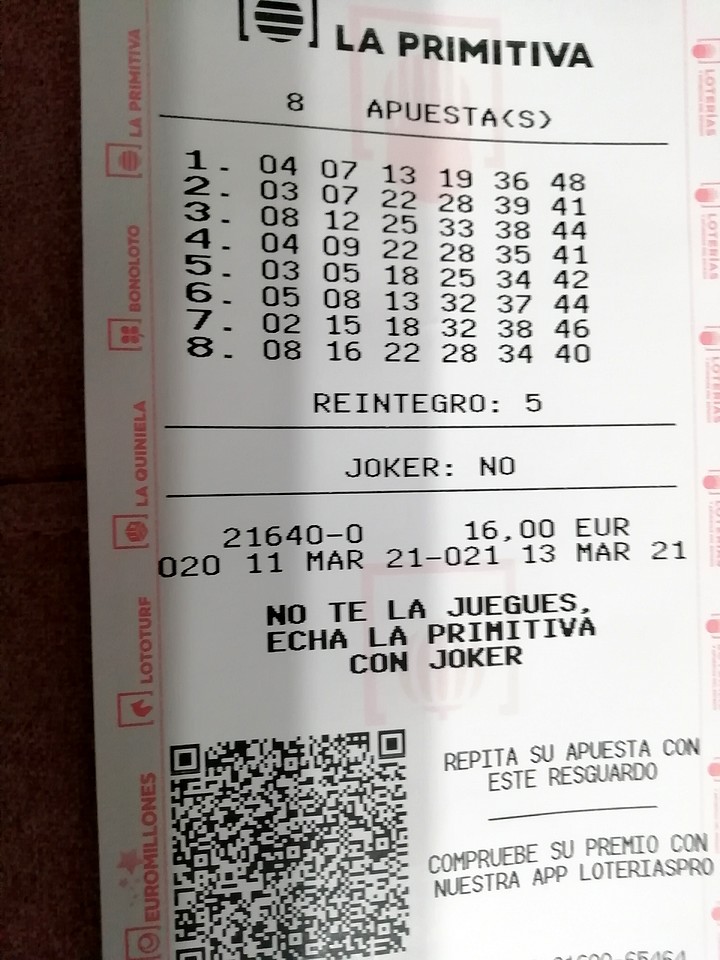 LA PRIMITIVA
8 APUESTA(S)
1. 04 07 13 19 36 48
2. 03 07 22 28 39 41
3. 08 12 25 33 38 44
4. 04 09 22 28 35 41
5. 03 05 18 25 34 42
6. 05 08 13 32 37 44
7. 02 15 18 32 38 46
8. 08 16 22 28 34 40
REINTEGRO: 5
JOKER: NO
21640-0 16,00 EUR
020 11 MAR 21-021 13 MAR 21
NO TE LA JUEGUES,
ECHA LA PRIMITIVA
CON JOKER
REPITA SU APUESTA CON
ESTE RESGUARDO
COMPRUEBE SU PREMIO CON
NUESTRA APP LOTERIASPRO
LA PRIMITIVA
BONOLOTO
LA QUINIELA
LOTOTURF
EUROMILLONES
LOTERÍAS
LOTERÍAS
LOTERÍAS